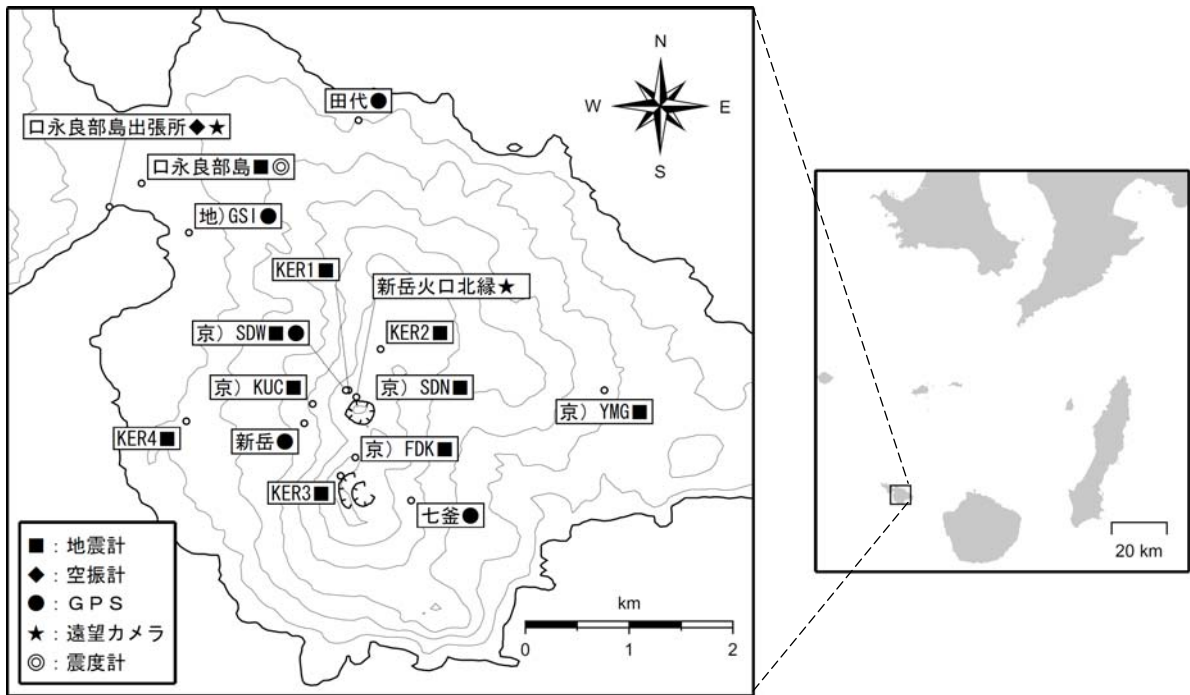 N
W E
S
田代●
口永良部島出張所◆★
口永良部島■◎
地)GSI●
KER1■
新岳火口北縁★
京) SDW■●
KER2■
京) KUC■
京) SDN■
京) YMG■
KER4■
新岳●
京) FDK■
KER3■
七釜●
■:地震計
◆:空振計
●:GPS
★:遠望カメラ
◎:震度計
km
0 1 2
20 km